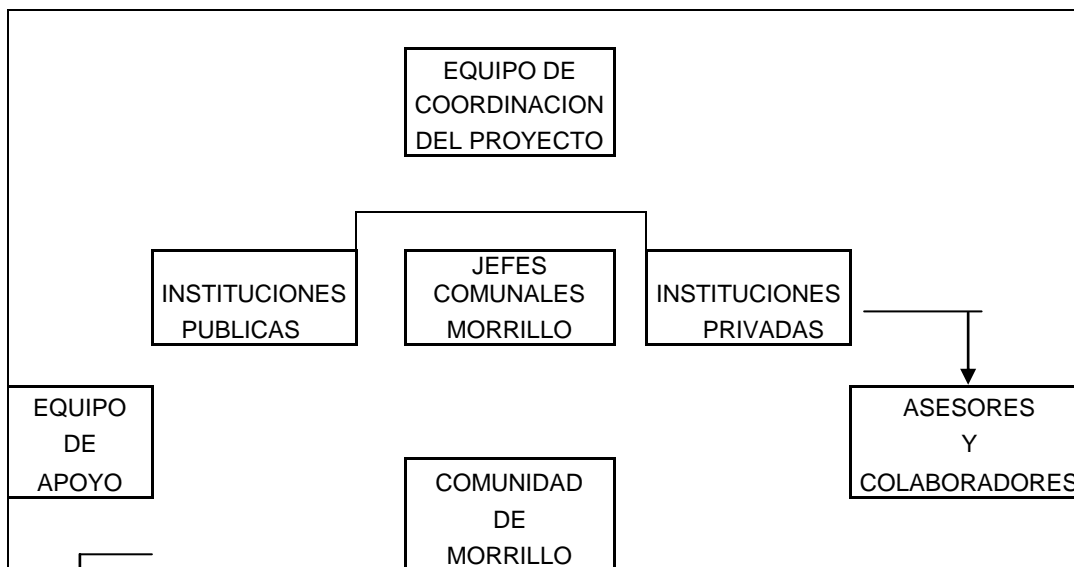 EQUIPO DE
COORDINACION
DEL PROYECTO
INSTITUCIONES
PUBLICAS
JEFES
COMUNALES
MORRILLO
INSTITUCIONES
PRIVADAS
EQUIPO
DE
APOYO
ASESORES
Y
COLABORADORES
COMUNIDAD
DE
MORRILLO